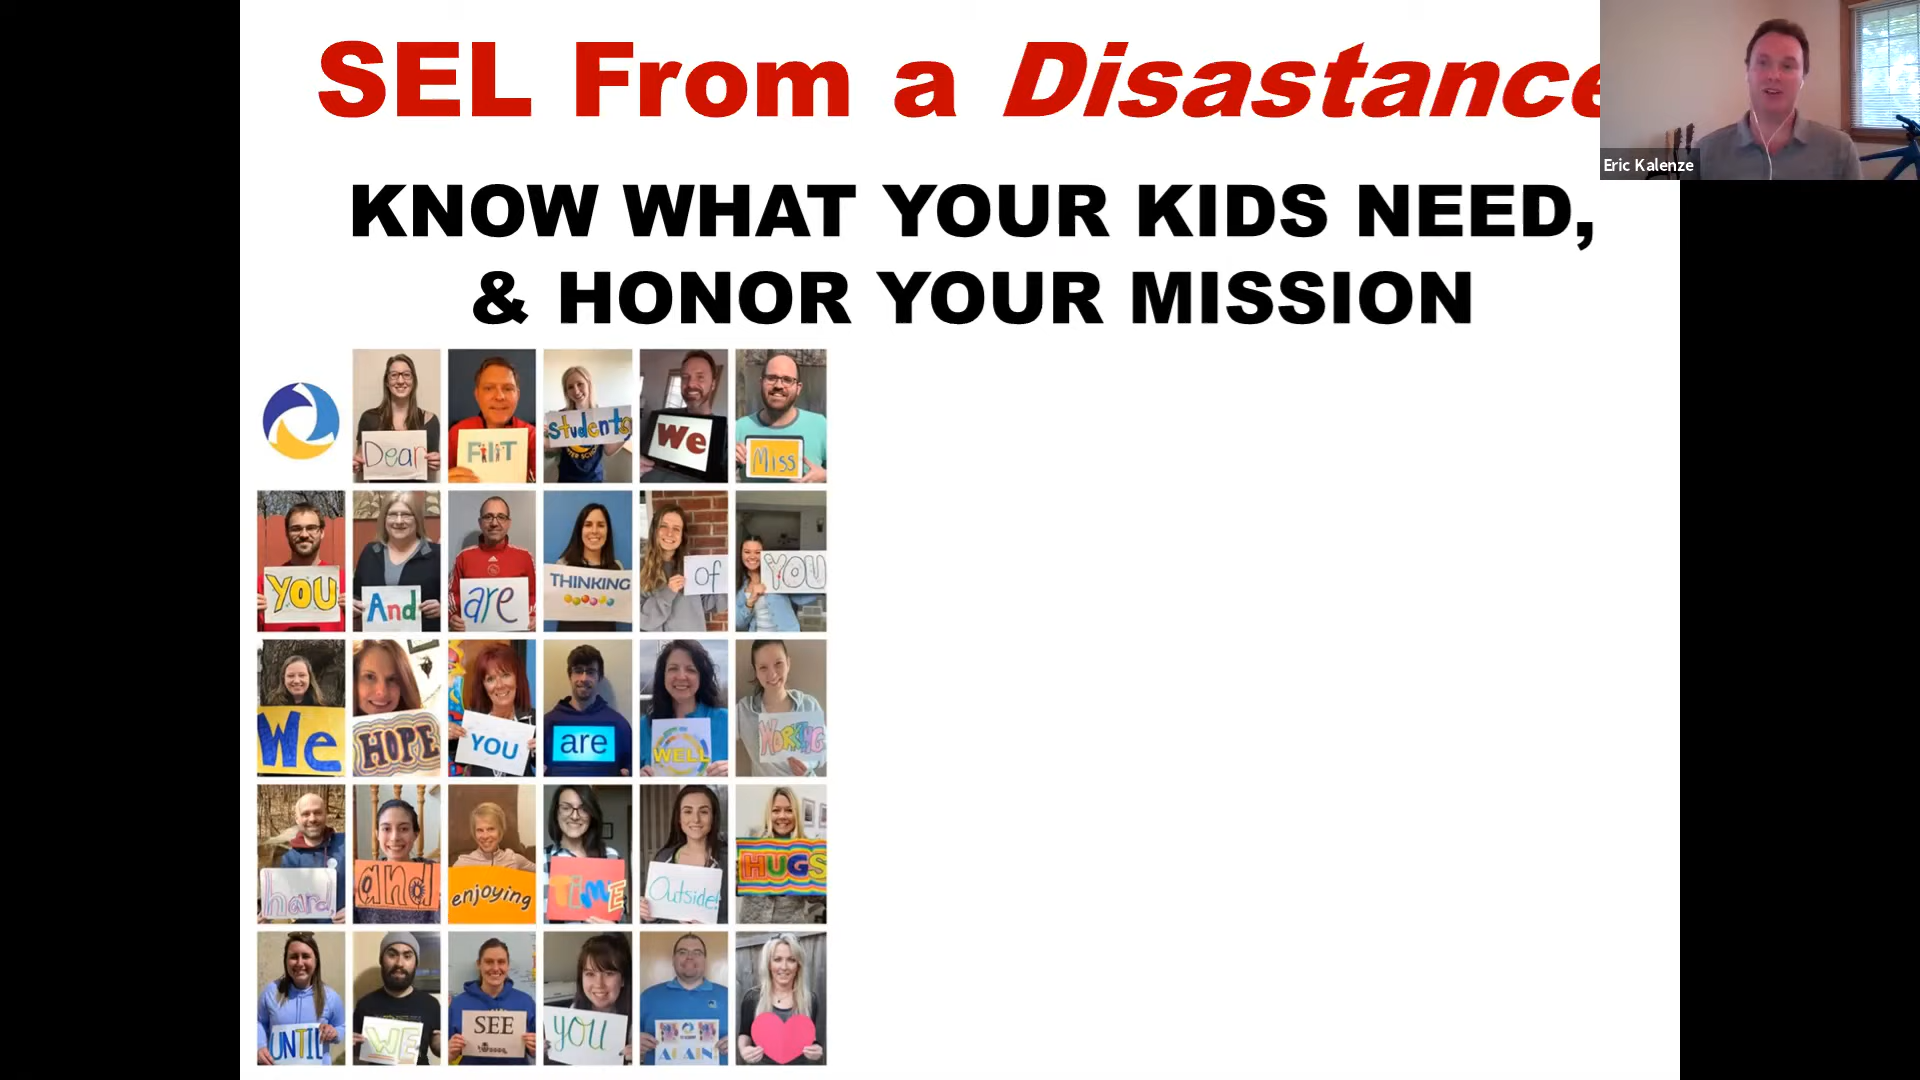 SEL From a Disastance
Eric Kalenze
KNOW WHAT YOUR KIDS NEED,
& HONOR YOUR MISSION
Dear FIT students We Miss
YOU And are THINKING of YOU
We HOPE YOU are WELL WORKING
hard, and enjoying TIME Outside! HUGS
UNTIL WE SEE YOU AGAIN!